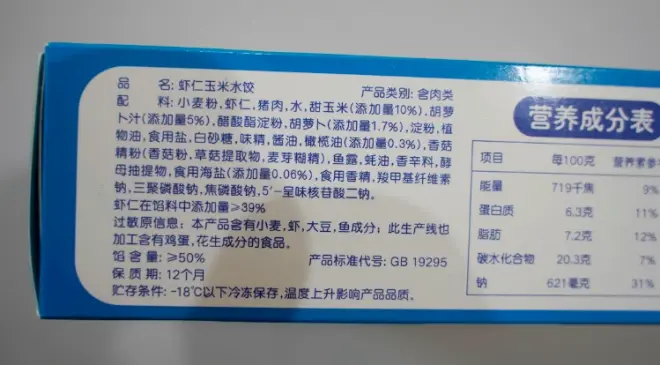 品 名: 虾仁玉米水饺 产品类别: 含肉类
配 料: 小麦粉, 虾仁, 猪肉, 水, 甜玉米(添加量10%), 胡萝
卜汁(添加量5%), 醋酸酯淀粉, 胡萝卜(添加量1.7%), 淀粉, 植
物油, 食用盐, 白砂糖, 味精, 酱油, 橄榄油(添加量0.3%), 香菇
精粉(香菇粉, 草菇提取物, 麦芽糊精), 鱼露, 蚝油, 香辛料, 酵
母抽提物, 食用海盐(添加量0.06%), 食用香精, 羧甲基纤维素
钠, 三聚磷酸钠, 焦磷酸钠, 5′-呈味核苷酸二钠.
虾仁在馅料中添加量≥39%
过敏原信息: 本产品含有小麦, 虾, 大豆, 鱼成分; 此生产线也
加工含有鸡蛋, 花生成分的食品。
馅 含 量: ≥50% 产品标准代号: GB 19295
保 质 期: 12个月
贮存条件: -18℃以下冷冻保存, 温度上升影响产品品质。
营养成分表
项目 每100克 营养素参
能量 719千焦 9%
蛋白质 6.3克 11%
脂肪 7.2克 12%
碳水化合物 20.3克 7%
钠 621毫克 31%